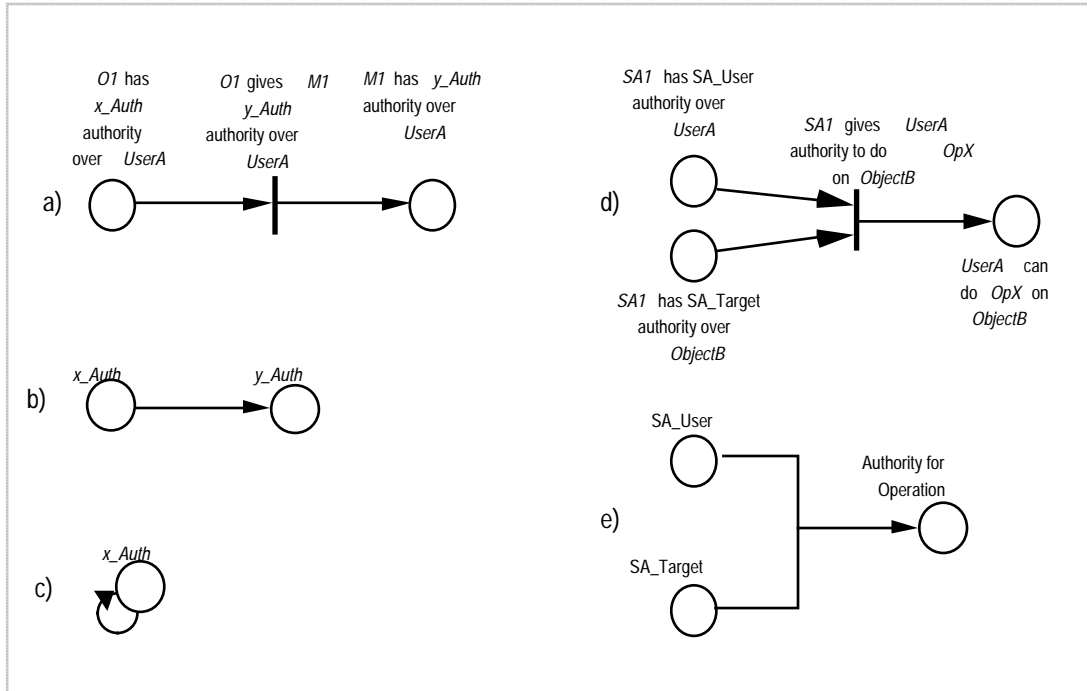 O1 has
x_Auth
authority
over UserA
O1 gives M1
y_Auth
authority over
UserA
M1 has y_Auth
authority over
UserA
a)
x_Auth
y_Auth
b)
x_Auth
c)
SA1 has SA_User
authority over
UserA
SA1 gives UserA
authority to do OpX
on ObjectB
d)
SA1 has SA_Target
authority over
ObjectB
UserA can
do OpX on
ObjectB
SA_User
Authority for
Operation
e)
SA_Target